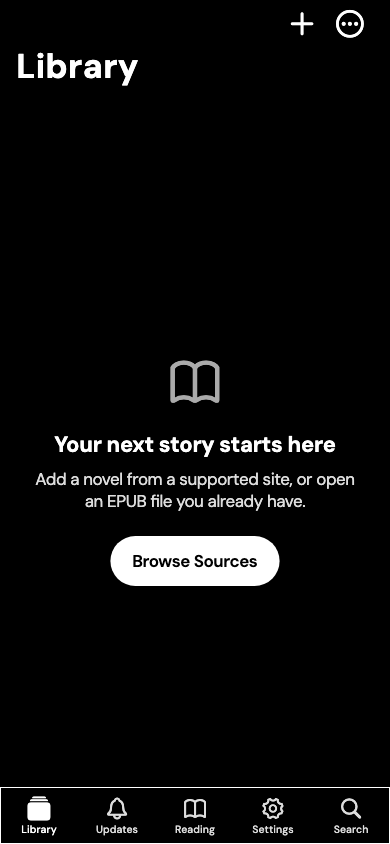 Library
Your next story starts here
Add a novel from a supported site, or open
an EPUB file you already have.
Browse Sources
Library
Updates
Reading
Settings
Search